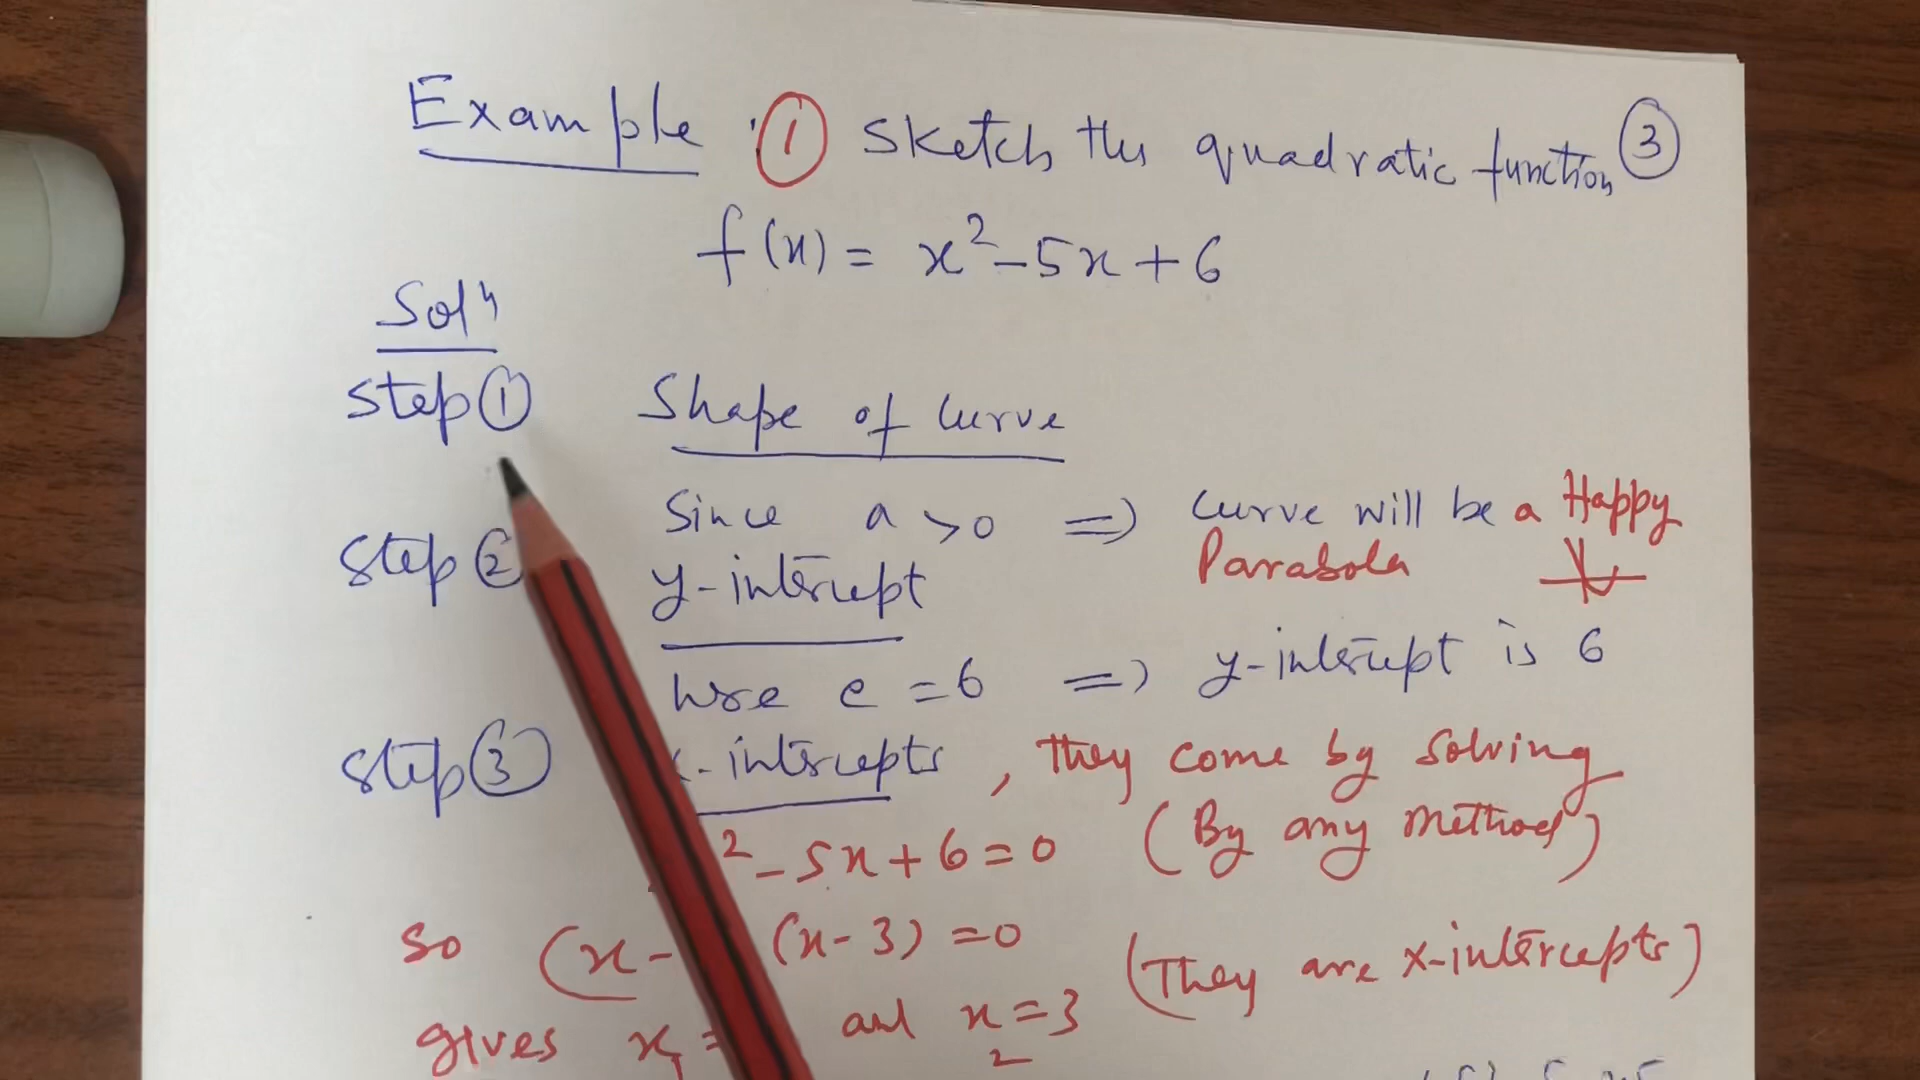 Example : ① Sketch the quadratic function ③
f(x) = x² - 5x + 6
Solⁿ
Step ① Shape of Curve
Since a > 0 ⇒ Curve will be a Happy
Parabola
Step ② y-intercept
here c = 6 ⇒ y-intercept is 6
Step ③ x-intercepts, They come by Solving
² - 5x + 6 = 0 (By any Method)
So (x - (x - 3) = 0
(They are x-intercepts)
gives x₁ = and x₂ = 3